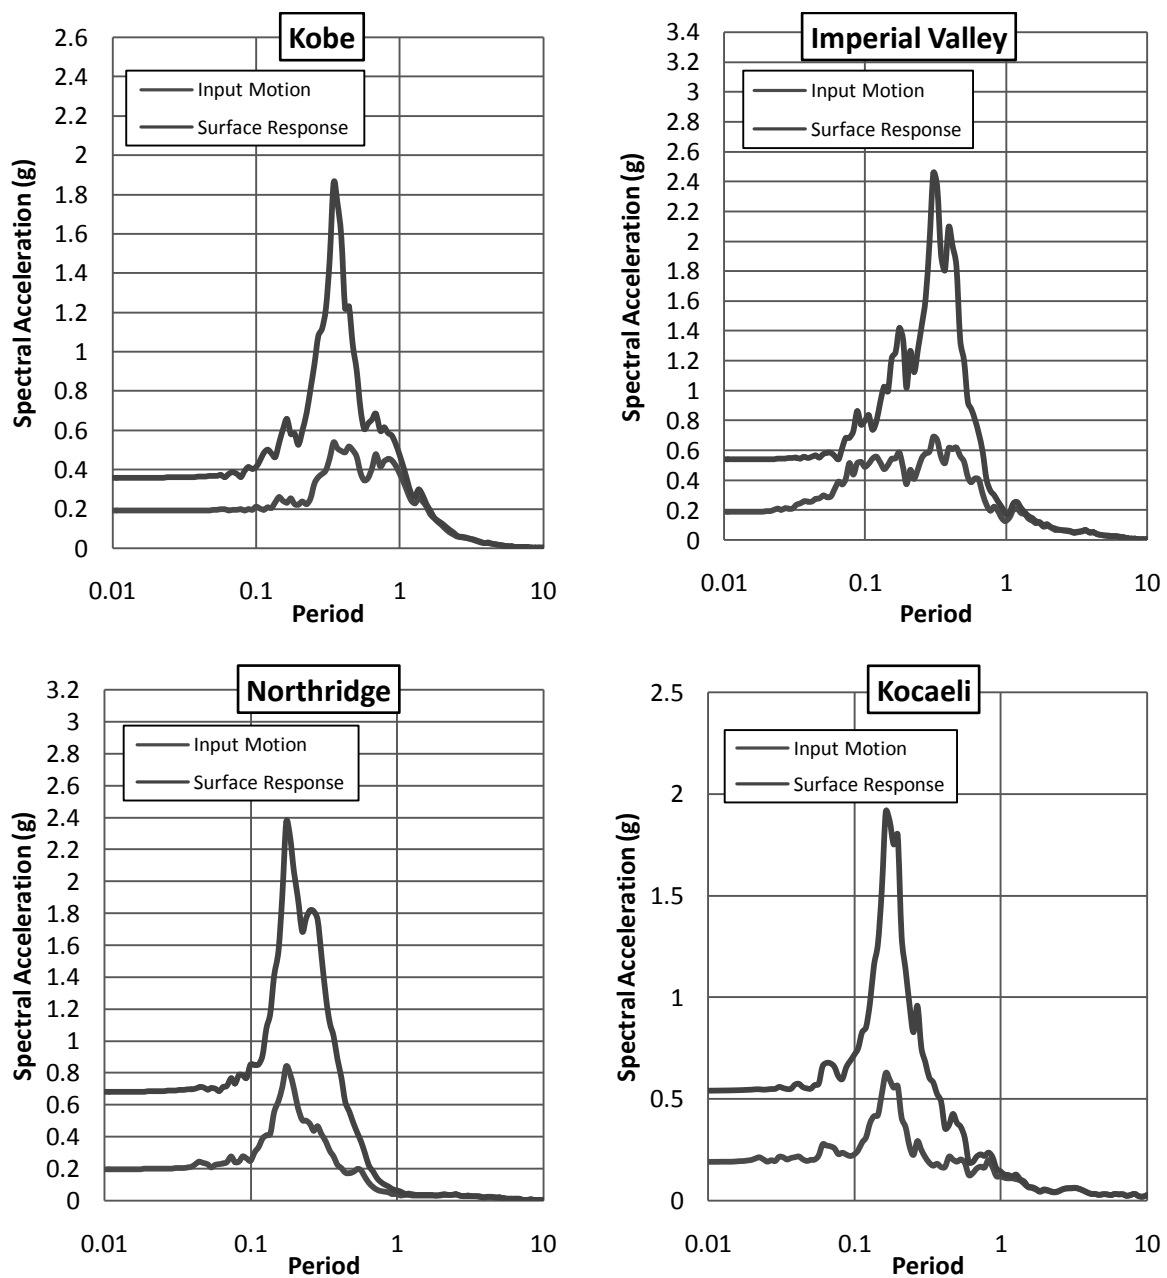 Kobe
2.6
2.4
2.2
2
1.8
1.6
1.4
1.2
1
0.8
0.6
0.4
0.2
0
Spectral Acceleration (g)
Input Motion
Surface Response
0.01 0.1 1 10
Period
Imperial Valley
3.4
3.2
3
2.8
2.6
2.4
2.2
2
1.8
1.6
1.4
1.2
1
0.8
0.6
0.4
0.2
0
Spectral Acceleration (g)
Input Motion
Surface Response
0.01 0.1 1 10
Period
Northridge
3.2
3
2.8
2.6
2.4
2.2
2
1.8
1.6
1.4
1.2
1
0.8
0.6
0.4
0.2
0
Spectral Acceleration (g)
Input Motion
Surface Response
0.01 0.1 1 10
Period
Kocaeli
2.5
2
1.5
1
0.5
0
Spectral Acceleration (g)
Input Motion
Surface Response
0.01 0.1 1 10
Period